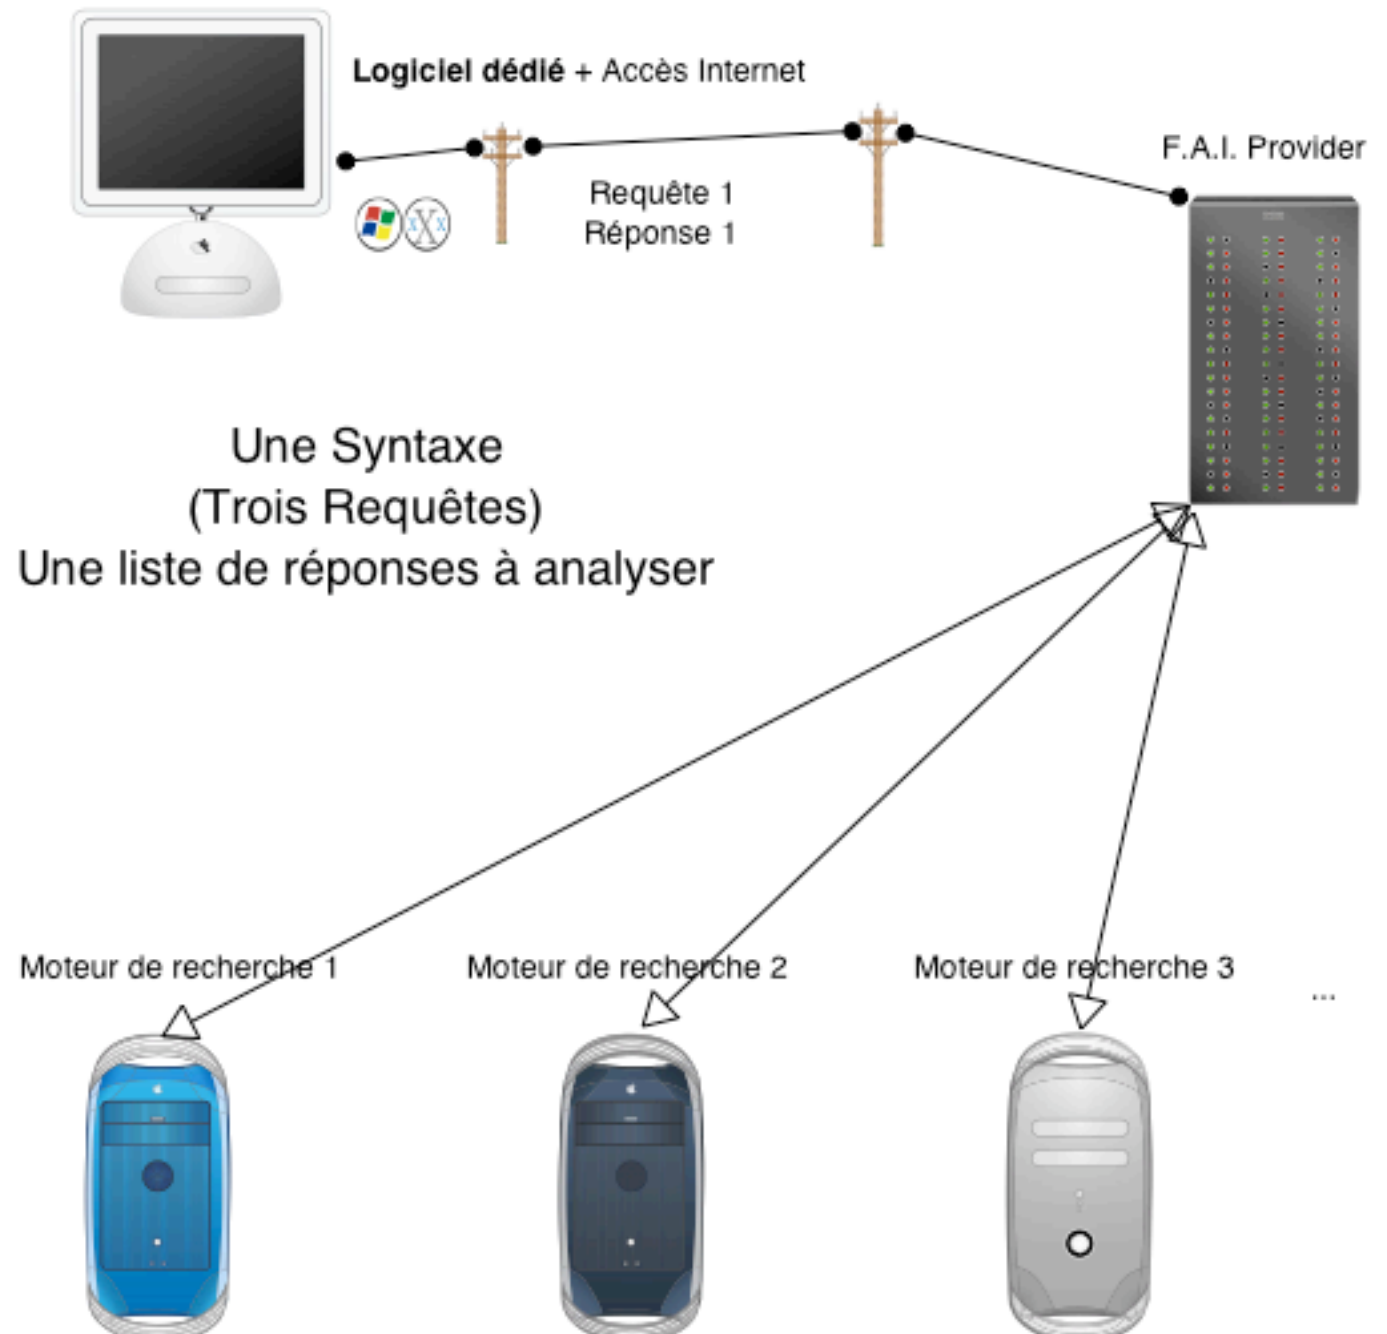 Logiciel dédié + Accès Internet
F.A.I. Provider
Requête 1
Réponse 1
Une Syntaxe
(Trois Requêtes)
Une liste de réponses à analyser
Moteur de recherche 1
Moteur de recherche 2
Moteur de recherche 3
...